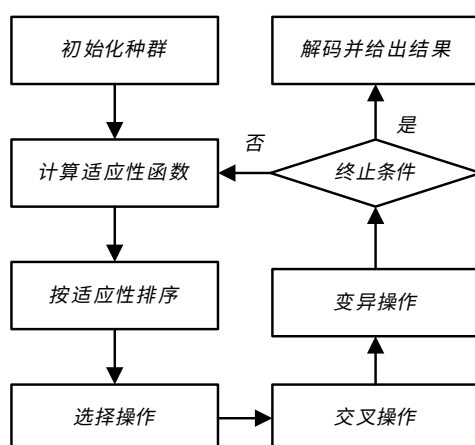 初始化种群
解码并给出结果
是
否
计算适应性函数
终止条件
按适应性排序
变异操作
选择操作
交叉操作